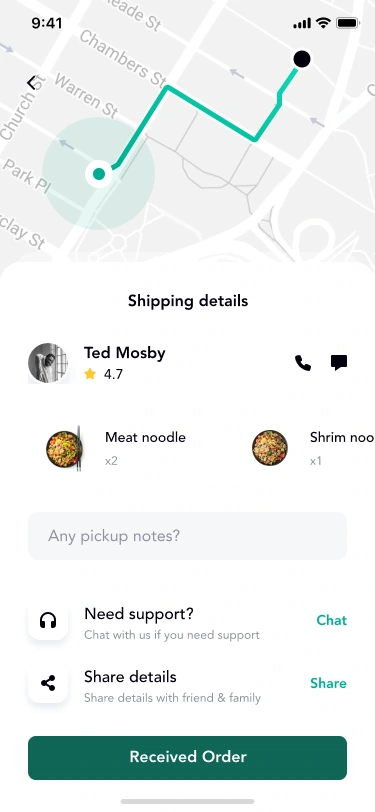 9:41
Reade St
Chambers St
Warren St
Church St
Park Pl
clay St
Shipping details
Ted Mosby
4.7
Meat noodle
x2
Shrim noo
x1
Any pickup notes?
Need support?
Chat with us if you need support
Chat
Share details
Share details with friend & family
Share
Received Order